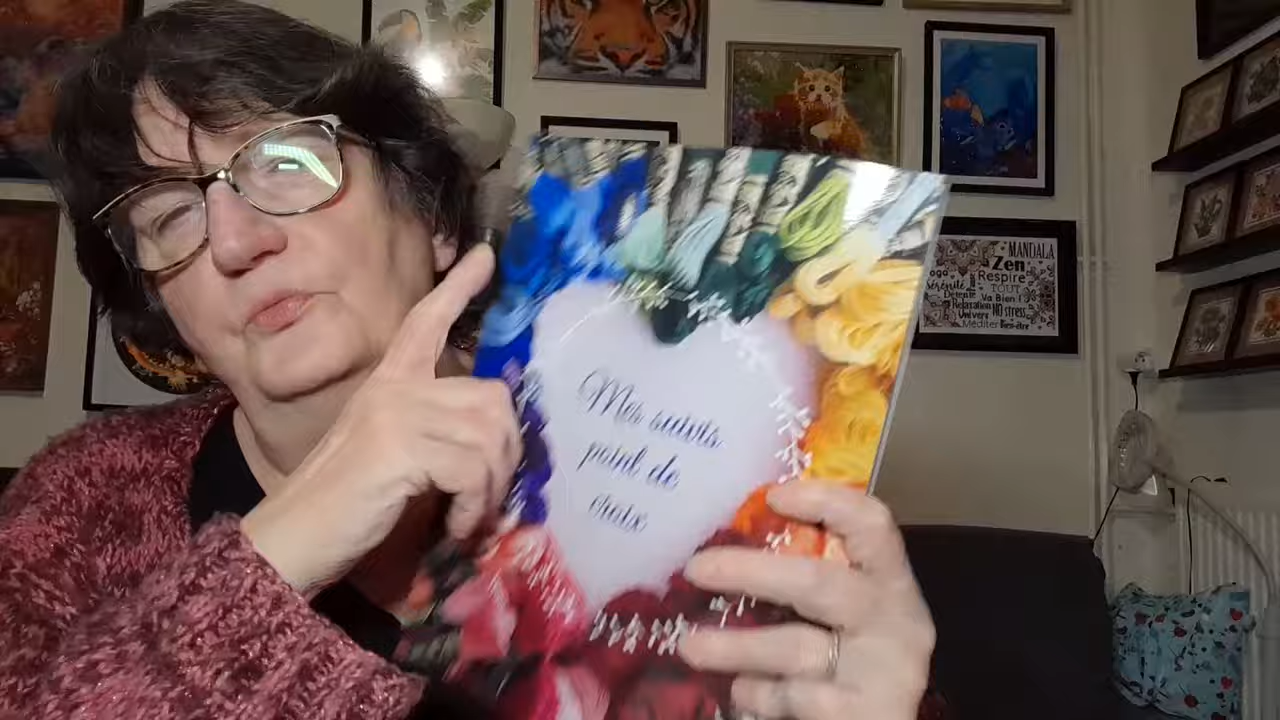 Mes suivis
point de
croix
MANDALA
Zen
Respire
Sérénité
TOUT
Détente
Va Bien !
Relaxation
NO stress
Univers
Méditer
Bien-être